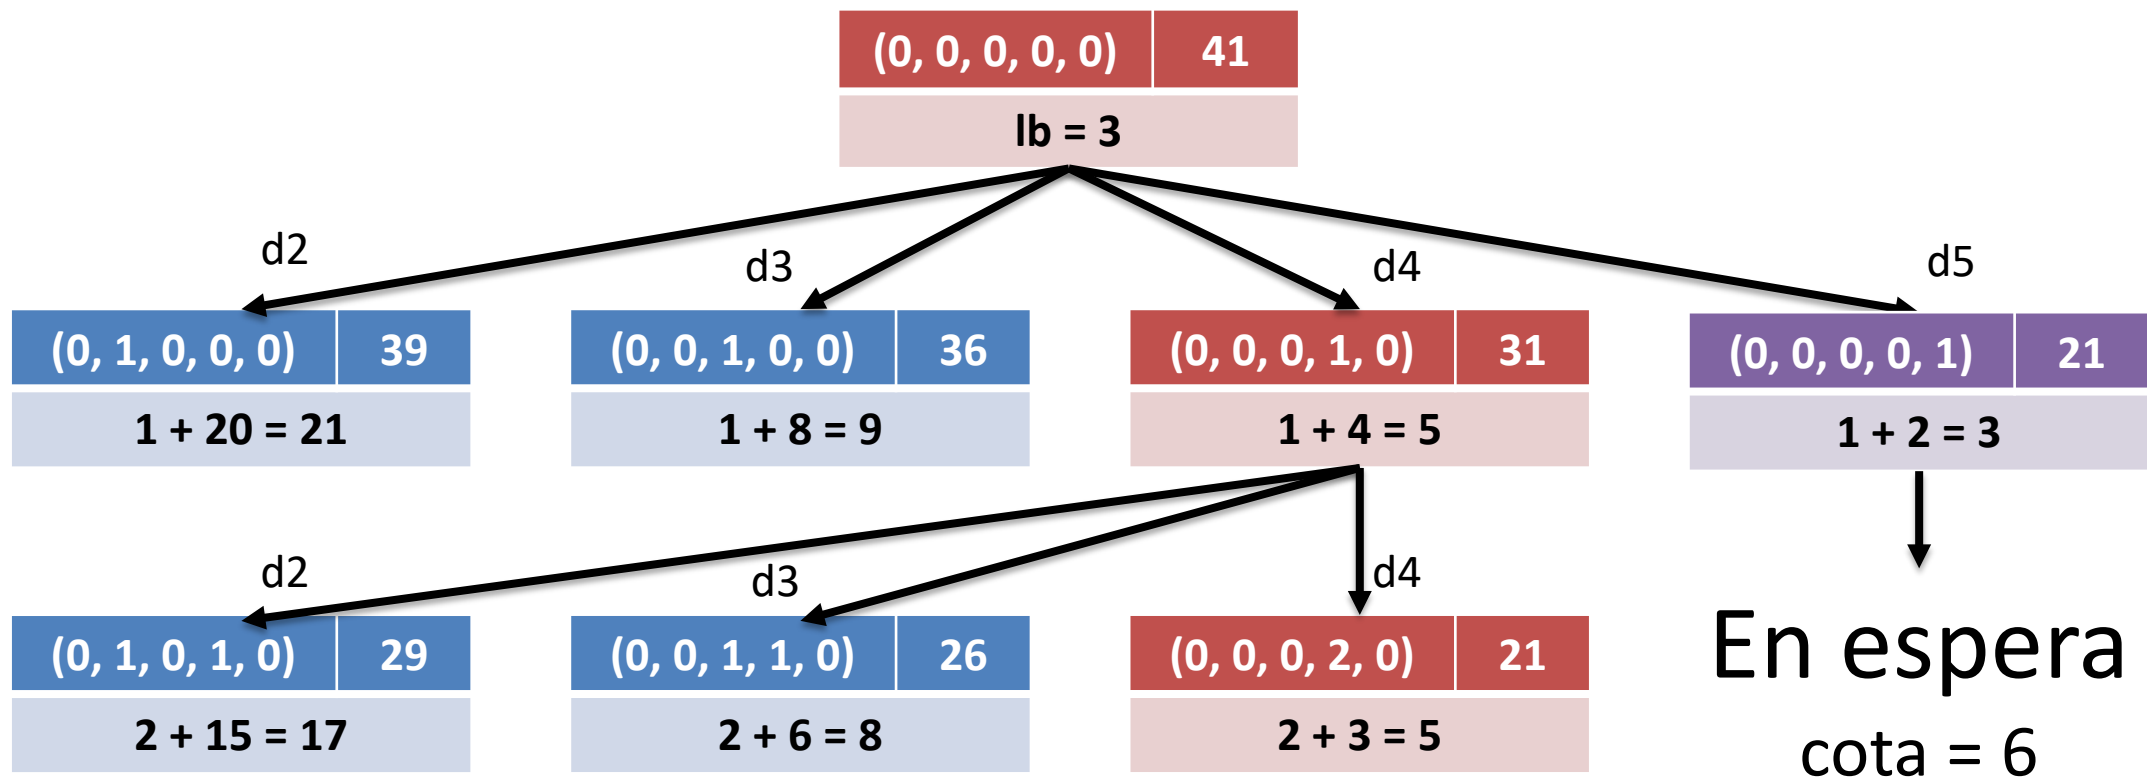 (0, 0, 0, 0, 0) 41
lb = 3
d2 d3 d4 d5
(0, 1, 0, 0, 0) 39 (0, 0, 1, 0, 0) 36 (0, 0, 0, 1, 0) 31 (0, 0, 0, 0, 1) 21
1 + 20 = 21 1 + 8 = 9 1 + 4 = 5 1 + 2 = 3
d2 d3 d4
(0, 1, 0, 1, 0) 29 (0, 0, 1, 1, 0) 26 (0, 0, 0, 2, 0) 21 En espera
2 + 15 = 17 2 + 6 = 8 2 + 3 = 5 cota = 6